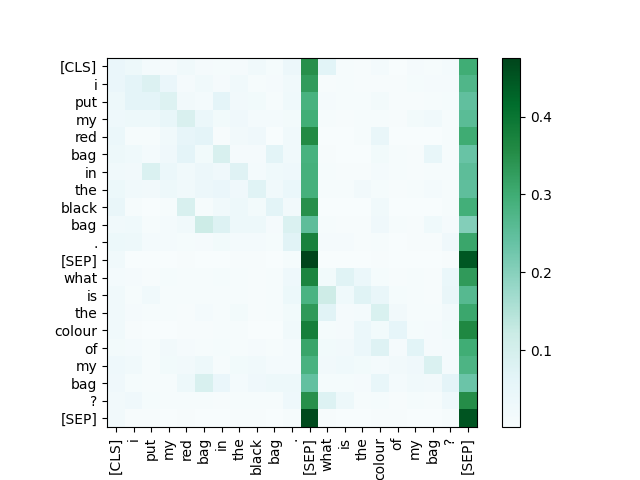 [CLS]
i
put
my
red
bag
in
the
black
bag
.
[SEP]
what
is
the
colour
of
my
bag
?
[SEP]
[CLS]
i
put
my
red
bag
in
the
black
bag
.
[SEP]
what
is
the
colour
of
my
bag
?
[SEP]
0.4
0.3
0.2
0.1